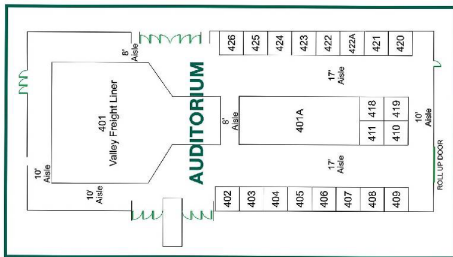 426
425
424
423
422
422A
421
420
8'
Aisle
17'
Aisle
401
Valley Freight Liner
AUDITORIUM
8'
Aisle
401A
418
419
411
410
10'
Aisle
10'
Aisle
10'
Aisle
17'
Aisle
ROLL UP DOOR
402
403
404
405
406
407
408
409